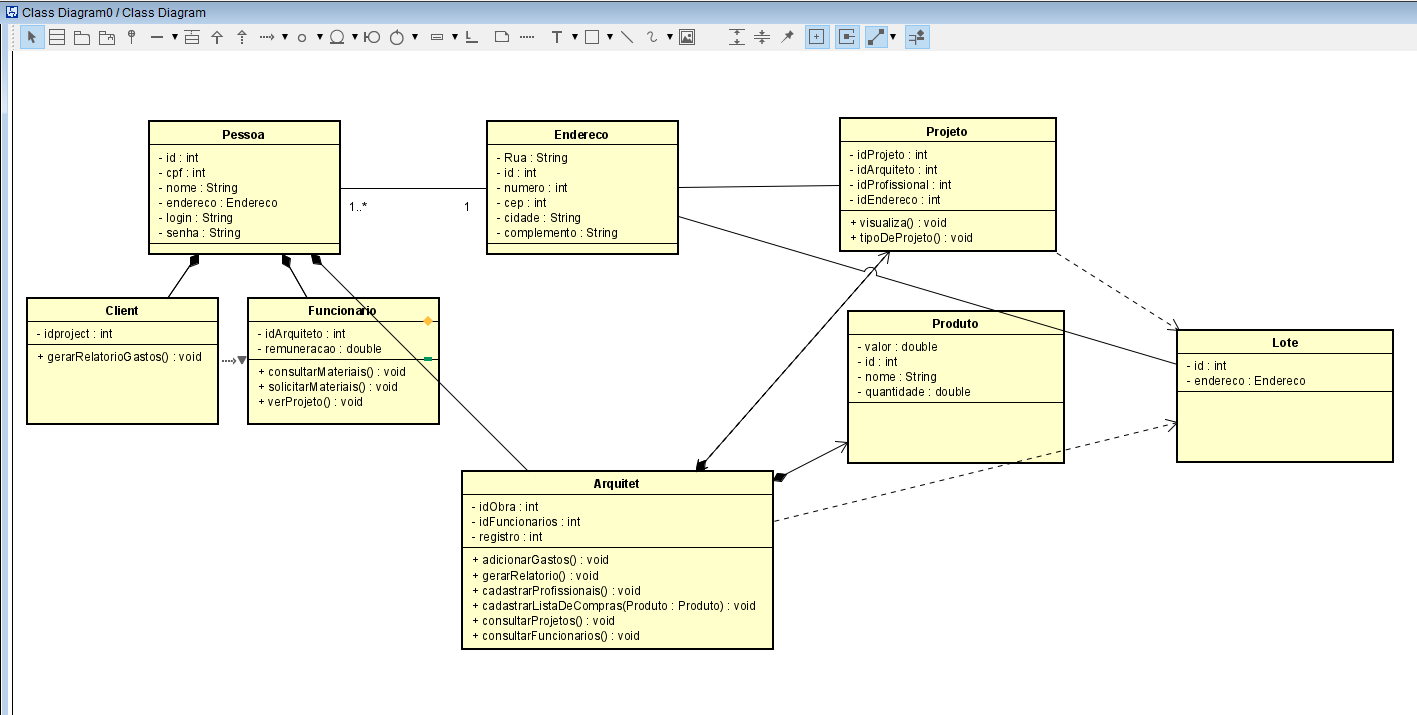 Class Diagram0 / Class Diagram
Pessoa
- id : int
- cpf : int
- nome : String
- endereco : Endereco
- login : String
- senha : String
1..*
1
Endereco
- Rua : String
- id : int
- numero : int
- cep : int
- cidade : String
- complemento : String
Projeto
- idProjeto : int
- idArquiteto : int
- idProfissional : int
- idEndereco : int
+ visualiza() : void
+ tipoDeProjeto() : void
Client
- idproject : int
+ gerarRelatorioGastos() : void
Funcionario
- idArquiteto : int
- remuneracao : double
+ consultarMateriais() : void
+ solicitarMateriais() : void
+ verProjeto() : void
Produto
- valor : double
- id : int
- nome : String
- quantidade : double
Lote
- id : int
- endereco : Endereco
Arquitet
- idObra : int
- idFuncionarios : int
- registro : int
+ adicionarGastos() : void
+ gerarRelatorio() : void
+ cadastrarProfissionais() : void
+ cadastrarListaDeCompras(Produto : Produto) : void
+ consultarProjetos() : void
+ consultarFuncionarios() : void